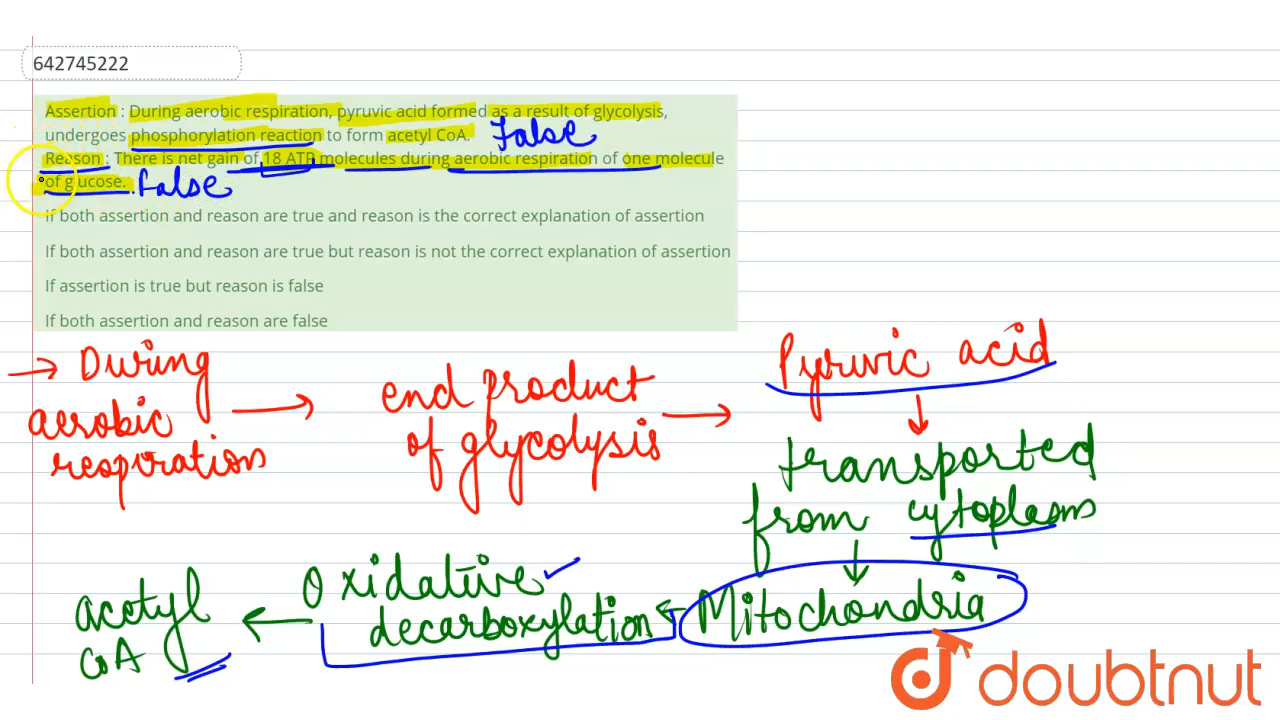 642745222
Assertion : During aerobic respiration, pyruvic acid formed as a result of glycolysis,
undergoes phosphorylation reaction to form acetyl CoA. False
Reason : There is net gain of 18 ATP molecules during aerobic respiration of one molecule
of glucose. False
If both assertion and reason are true and reason is the correct explanation of assertion
If both assertion and reason are true but reason is not the correct explanation of assertion
If assertion is true but reason is false
If both assertion and reason are false
→ During
aerobic
respiration
→
end product
of glycolysis
→
Pyruvic acid
↓
transported
from cytoplasm
↓
Mitochondria
←
Oxidative ✓
decarboxylation
←
acetyl
CoA
doubtnut